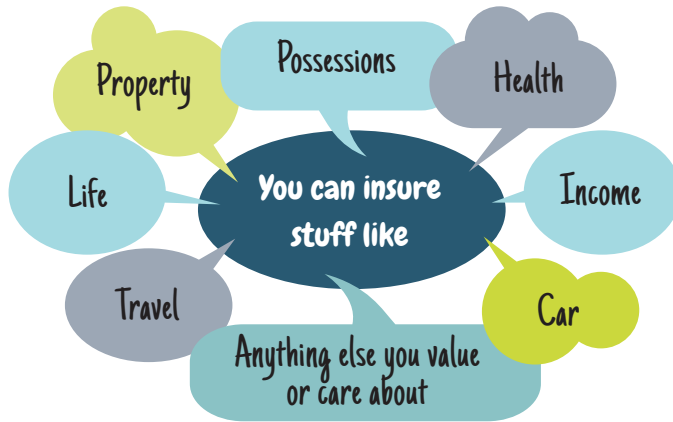 Possessions
Property
Health
Life
You can insure
stuff like
Income
Travel
Car
Anything else you value
or care about